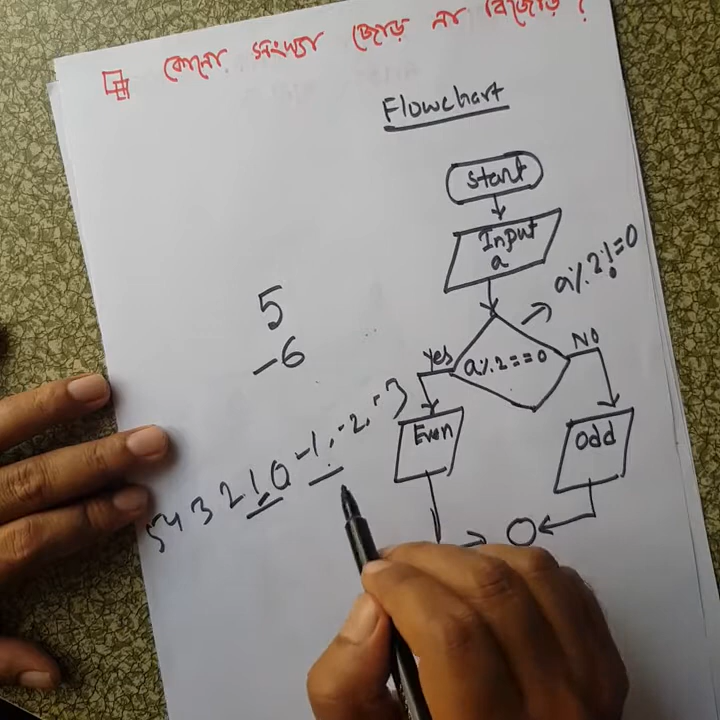 কোনো সংখ্যা জোড় না বিজোড় ?
Flowchart
start
Input
a
a%2!=0
5
-6
Yes
a%2==0
No
Even
Odd
5 4 3 2 1, 0 -1, -2, -3